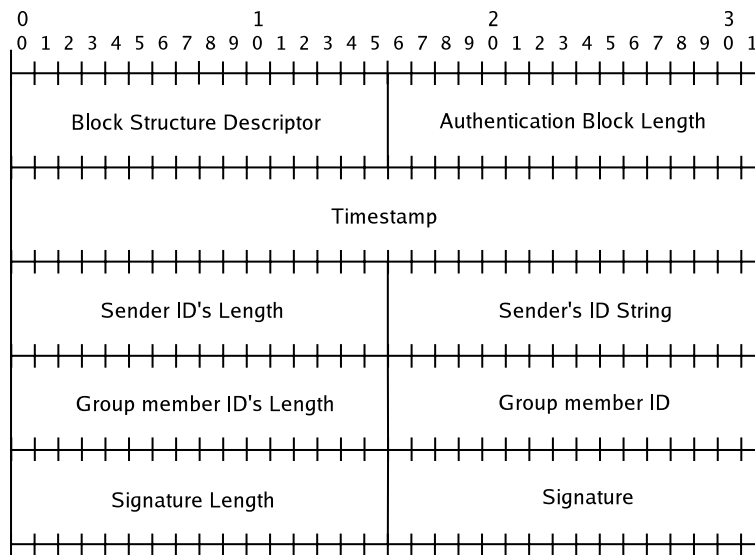 0 1 2 3
0 1 2 3 4 5 6 7 8 9 0 1 2 3 4 5 6 7 8 9 0 1 2 3 4 5 6 7 8 9 0 1
Block Structure Descriptor Authentication Block Length
Timestamp
Sender ID's Length Sender's ID String
Group member ID's Length Group member ID
Signature Length Signature